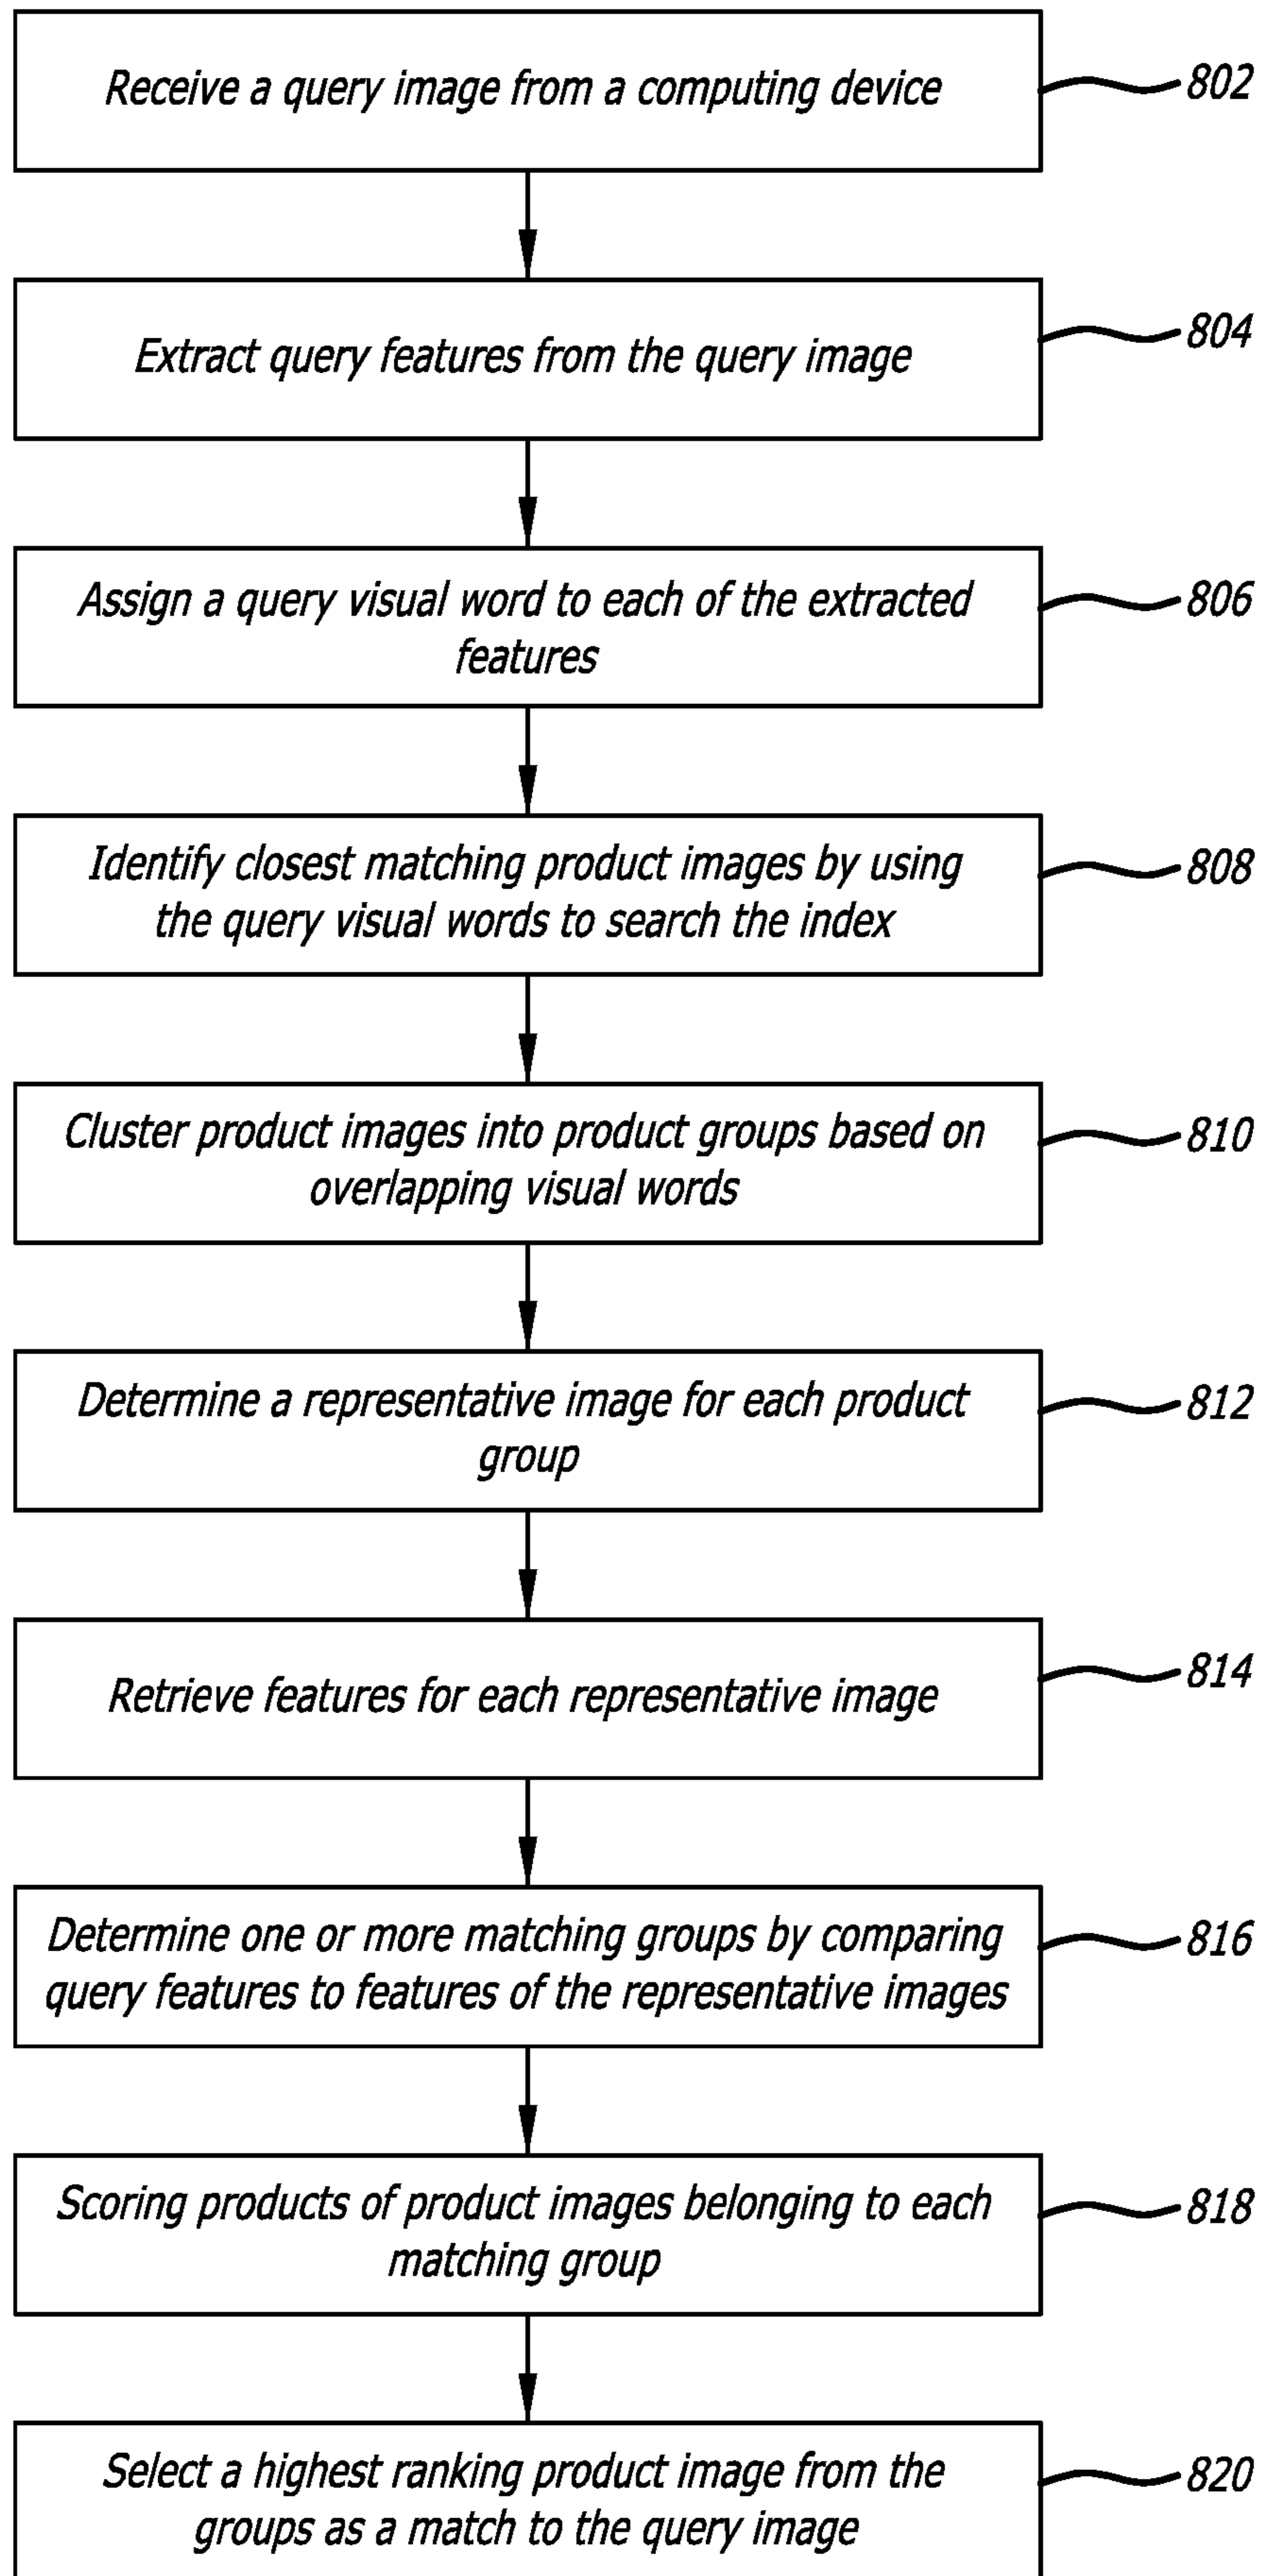 Receive a query image from a computing device
802
Extract query features from the query image
804
Assign a query visual word to each of the extracted
features
806
Identify closest matching product images by using
the query visual words to search the index
808
Cluster product images into product groups based on
overlapping visual words
810
Determine a representative image for each product
group
812
Retrieve features for each representative image
814
Determine one or more matching groups by comparing
query features to features of the representative images
816
Scoring products of product images belonging to each
matching group
818
Select a highest ranking product image from the
groups as a match to the query image
820